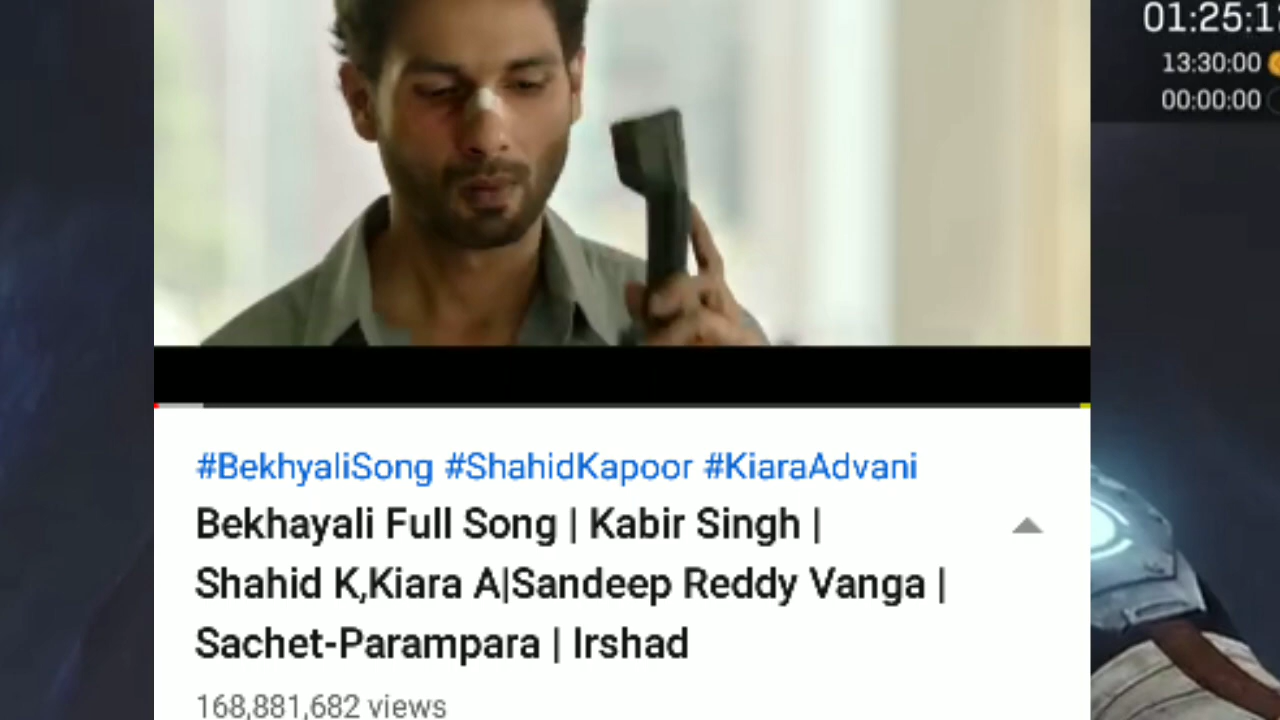 01:25:1
13:30:00
00:00:00
#BekhyaliSong #ShahidKapoor #KiaraAdvani
Bekhayali Full Song | Kabir Singh |
Shahid K,Kiara A|Sandeep Reddy Vanga |
Sachet-Parampara | Irshad
168,881,682 views